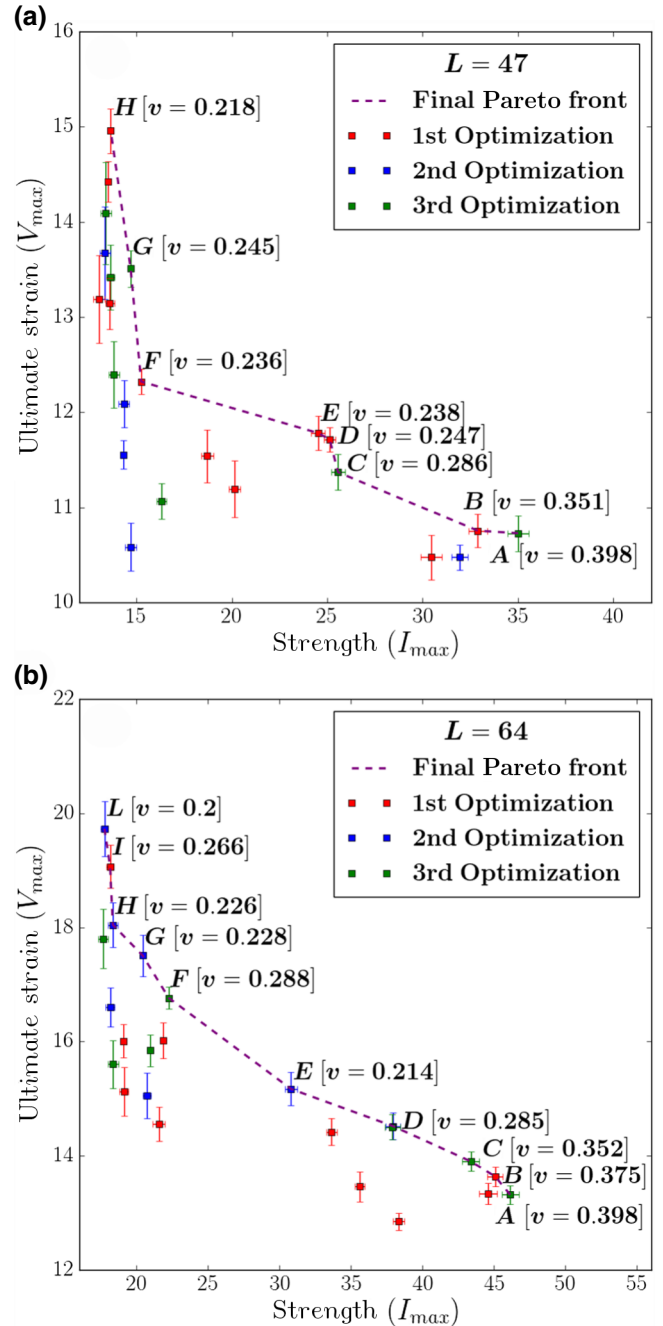 (a)
16
15
14
13
12
11
10
Ultimate strain (V_max)
L = 47
Final Pareto front
1st Optimization
2nd Optimization
3rd Optimization
H [v = 0.218]
G [v = 0.245]
F [v = 0.236]
E [v = 0.238]
D [v = 0.247]
C [v = 0.286]
B [v = 0.351]
A [v = 0.398]
15 20 25 30 35 40
Strength (I_max)
(b)
22
20
18
16
14
12
Ultimate strain (V_max)
L = 64
Final Pareto front
1st Optimization
2nd Optimization
3rd Optimization
L [v = 0.2]
I [v = 0.266]
H [v = 0.226]
G [v = 0.228]
F [v = 0.288]
E [v = 0.214]
D [v = 0.285]
C [v = 0.352]
B [v = 0.375]
A [v = 0.398]
20 25 30 35 40 45 50 55
Strength (I_max)